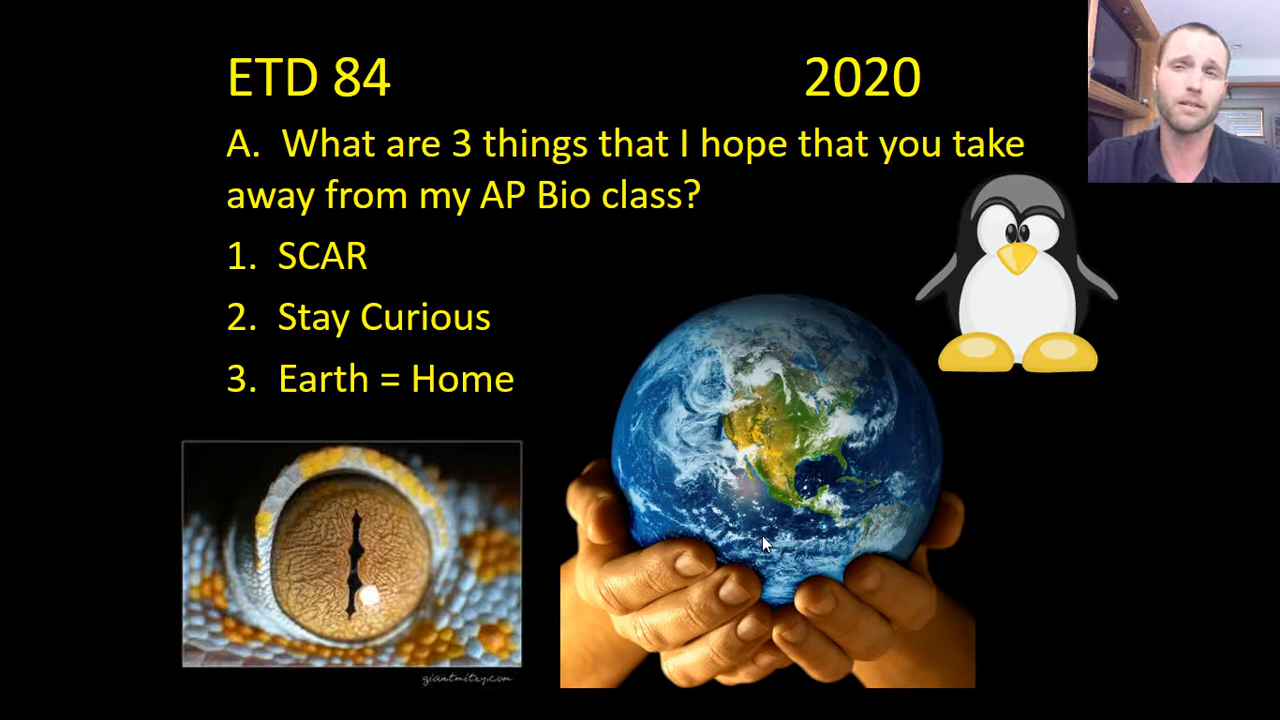 ETD 84 2020
A. What are 3 things that I hope that you take
away from my AP Bio class?
1. SCAR
2. Stay Curious
3. Earth = Home
giantmitzy.com